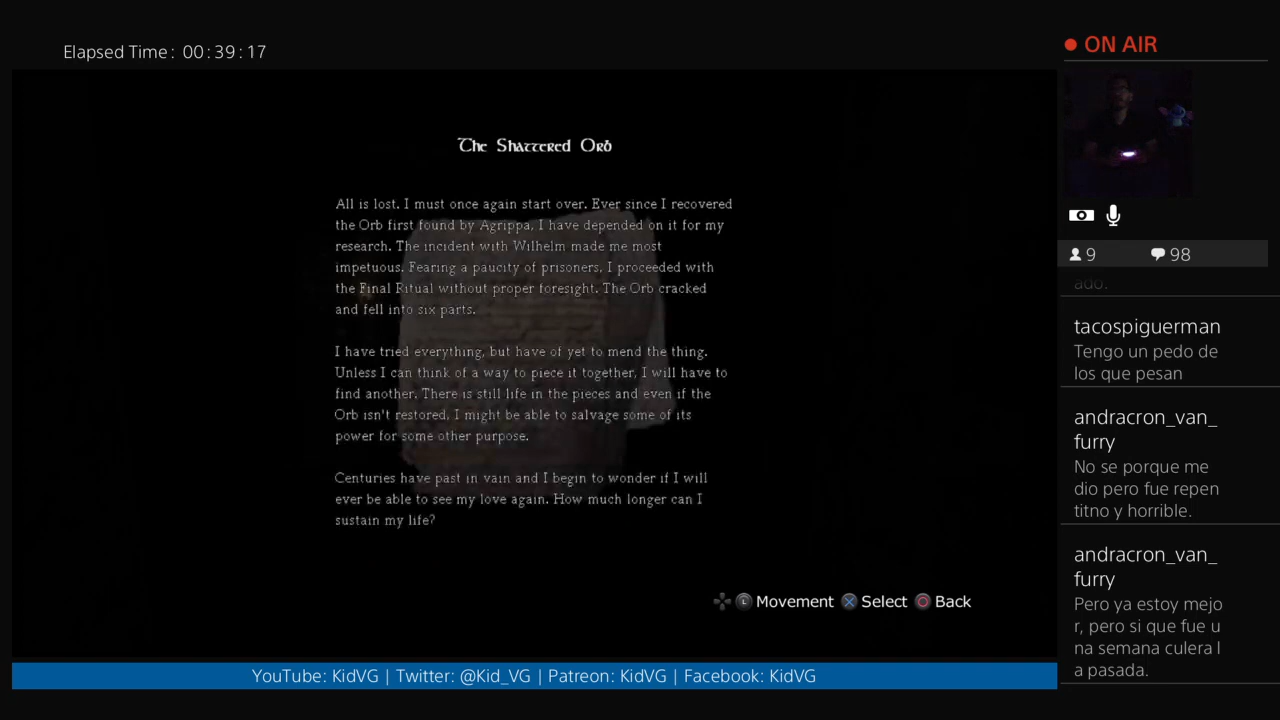 Elapsed Time: 00:39:17
ON AIR
The Shattered Orb
All is lost. I must once again start over. Ever since I recovered
the Orb first found by Agrippa, I have depended on it for my
research. The incident with Wilhelm made me most
impetuous. Fearing a paucity of prisoners, I proceeded with
the Final Ritual without proper foresight. The Orb cracked
and fell into six parts.
I have tried everything, but have of yet to mend the thing.
Unless I can think of a way to piece it together, I will have to
find another. There is still life in the pieces and even if the
Orb isn't restored, I might be able to salvage some of its
power for some other purpose.
Centuries have past in vain and I begin to wonder if I will
ever be able to see my love again. How much longer can I
sustain my life?
L Movement Select Back
YouTube: KidVG | Twitter: @Kid_VG | Patreon: KidVG | Facebook: KidVG
9 98
ado.
tacospiguerman
Tengo un pedo de
los que pesan
andracron_van_
furry
No se porque me
dio pero fue repen
titno y horrible.
andracron_van_
furry
Pero ya estoy mejo
r, pero si que fue u
na semana culera l
a pasada.